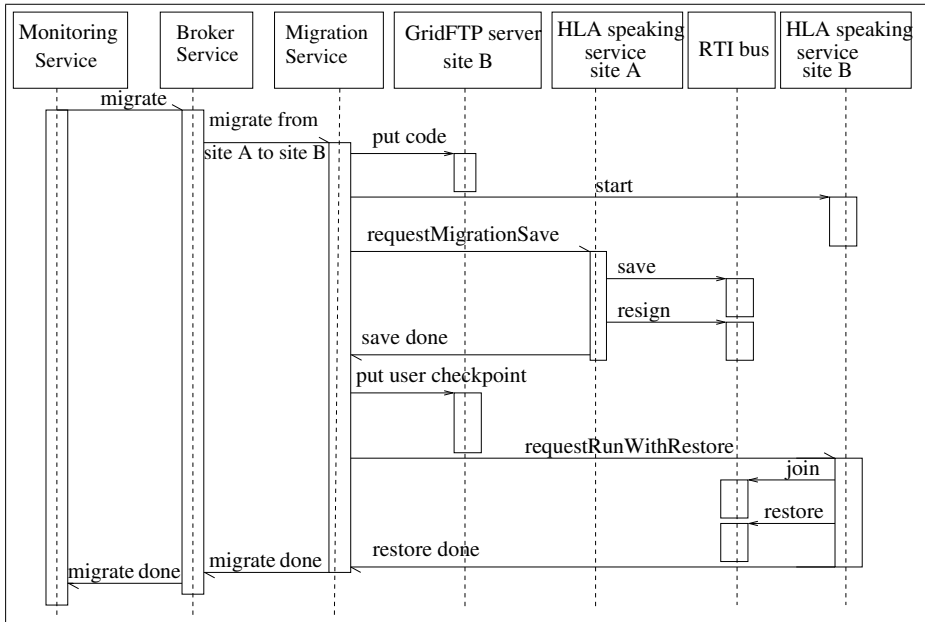 Monitoring
Service
Broker
Service
Migration
Service
GridFTP server
site B
HLA speaking
service
site A
RTI bus
HLA speaking
service
site B
migrate
migrate from
site A to site B
put code
start
requestMigrationSave
save
resign
save done
put user checkpoint
requestRunWithRestore
join
restore
restore done
migrate done
migrate done